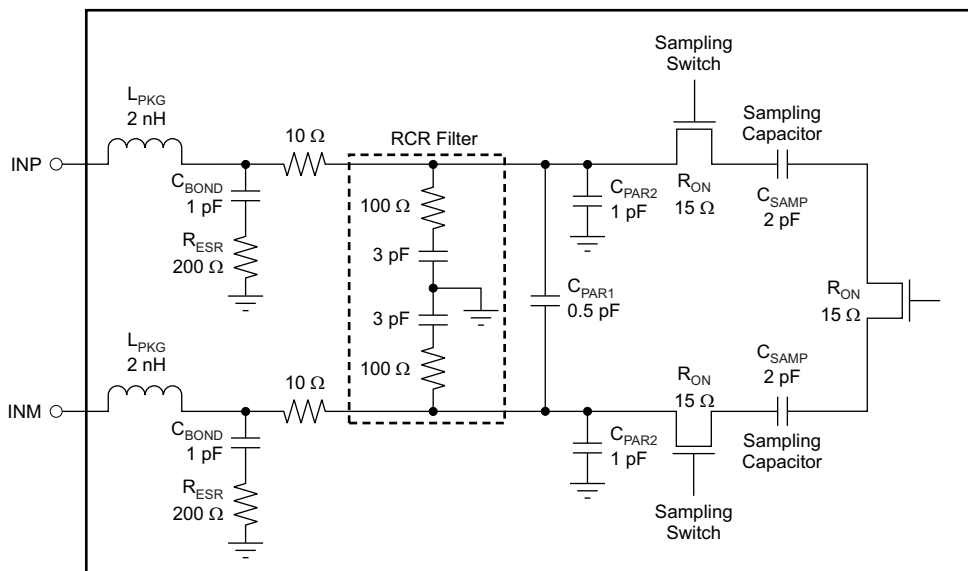 Sampling
Switch
L_PKG
2 nH
10 Ω
RCR Filter
Sampling
Capacitor
INP
C_BOND
1 pF
R_ESR
200 Ω
100 Ω
3 pF
C_PAR2
1 pF
R_ON
15 Ω
C_SAMP
2 pF
3 pF
100 Ω
C_PAR1
0.5 pF
R_ON
15 Ω
L_PKG
2 nH
10 Ω
R_ON
15 Ω
C_SAMP
2 pF
INM
C_BOND
1 pF
R_ESR
200 Ω
C_PAR2
1 pF
Sampling
Capacitor
Sampling
Switch